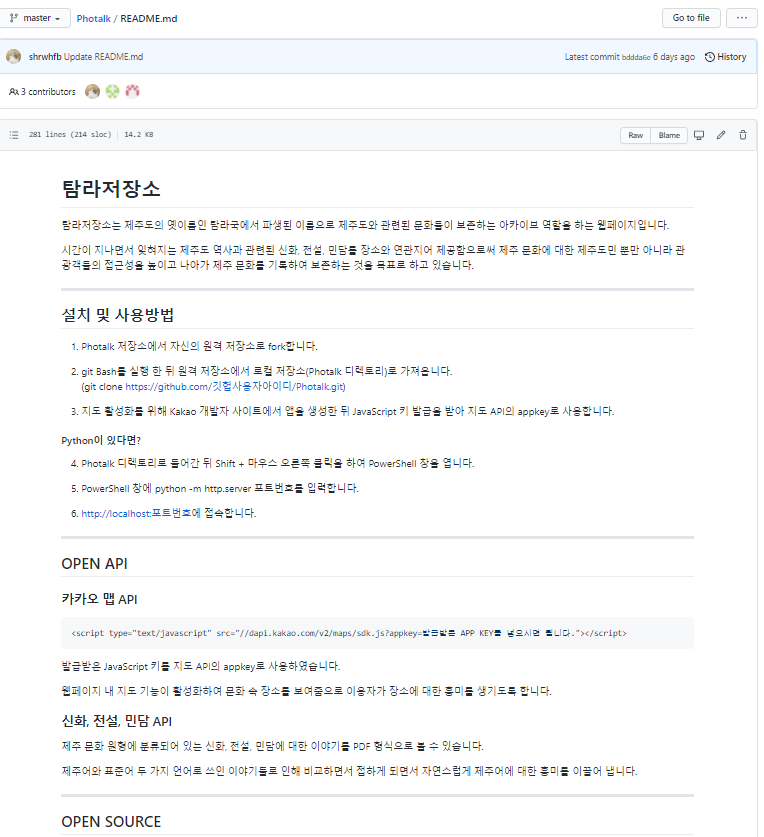 master
Photalk / README.md
Go to file
...
shrwhfb Update README.md
Latest commit bddda6e 6 days ago
History
3 contributors
281 lines (214 sloc) | 14.2 KB
Raw
Blame
탐라저장소
탐라저장소는 제주도의 옛이름인 탐라국에서 파생된 이름으로 제주도와 관련된 문화들이 보존하는 아카이브 역할을 하는 웹페이지입니다.
시간이 지나면서 잊혀지는 제주도 역사와 관련된 신화, 전설, 민담를 장소와 연관지어 제공함으로써 제주 문화에 대한 제주도민 뿐만 아니라 관
광객들의 접근성을 높이고 나아가 제주 문화를 기록하여 보존하는 것을 목표로 하고 있습니다.
설치 및 사용방법
1. Photalk 저장소에서 자신의 원격 저장소로 fork합니다.
2. git Bash를 실행 한 뒤 원격 저장소에서 로컬 저장소(Photalk 디렉토리)로 가져옵니다.
(git clone https://github.com/깃헙사용자아이디/Photalk.git)
3. 지도 활성화를 위해 Kakao 개발자 사이트에서 앱을 생성한 뒤 JavaScript 키 발급을 받아 지도 API의 appkey로 사용합니다.
Python이 있다면?
4. Photalk 디렉토리로 들어간 뒤 Shift + 마우스 오른쪽 클릭을 하여 PowerShell 창을 엽니다.
5. PowerShell 창에 python -m http.server 포트번호를 입력합니다.
6. http://localhost:포트번호에 접속합니다.
OPEN API
카카오 맵 API
<script type="text/javascript" src="//dapi.kakao.com/v2/maps/sdk.js?appkey=발급받은 APP KEY를 넣으시면 됩니다."></script>
발급받은 JavaScript 키를 지도 API의 appkey로 사용하였습니다.
웹페이지 내 지도 기능이 활성화하여 문화 속 장소를 보여줌으로 이용자가 장소에 대한 흥미를 생기도록 합니다.
신화, 전설, 민담 API
제주 문화 원형에 분류되어 있는 신화, 전설, 민담에 대한 이야기를 PDF 형식으로 볼 수 있습니다.
제주어와 표준어 두 가지 언어로 쓰인 이야기들로 인해 비교하면서 접하게 되면서 자연스럽게 제주어에 대한 흥미를 이끌어 냅니다.
OPEN SOURCE